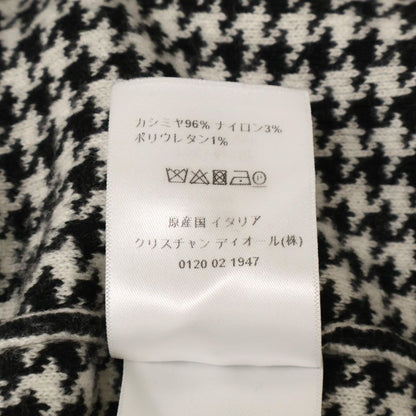 カシミヤ96% ナイロン3%
ポリウレタン1%
原産国 イタリア
クリスチャン ディオール(株)
0120 02 1947